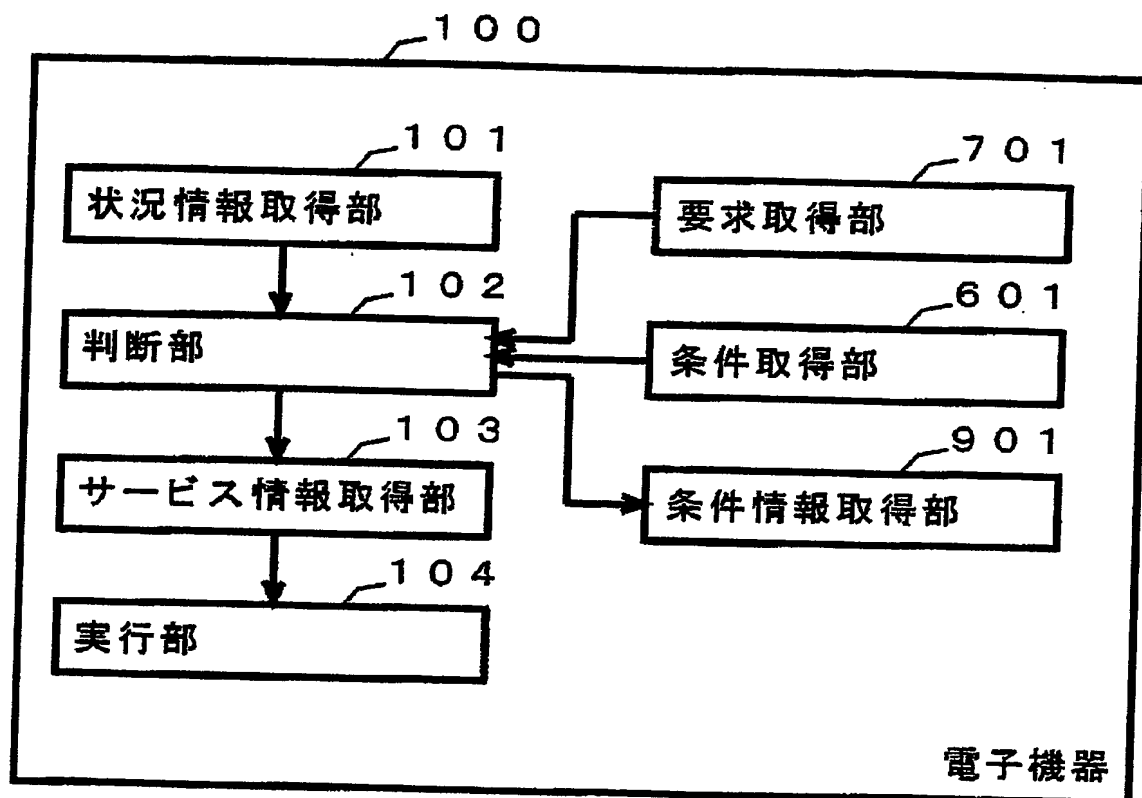 １００
１０１
状況情報取得部
７０１
要求取得部
１０２
判断部
６０１
条件取得部
１０３
サービス情報取得部
９０１
条件情報取得部
１０４
実行部
電子機器